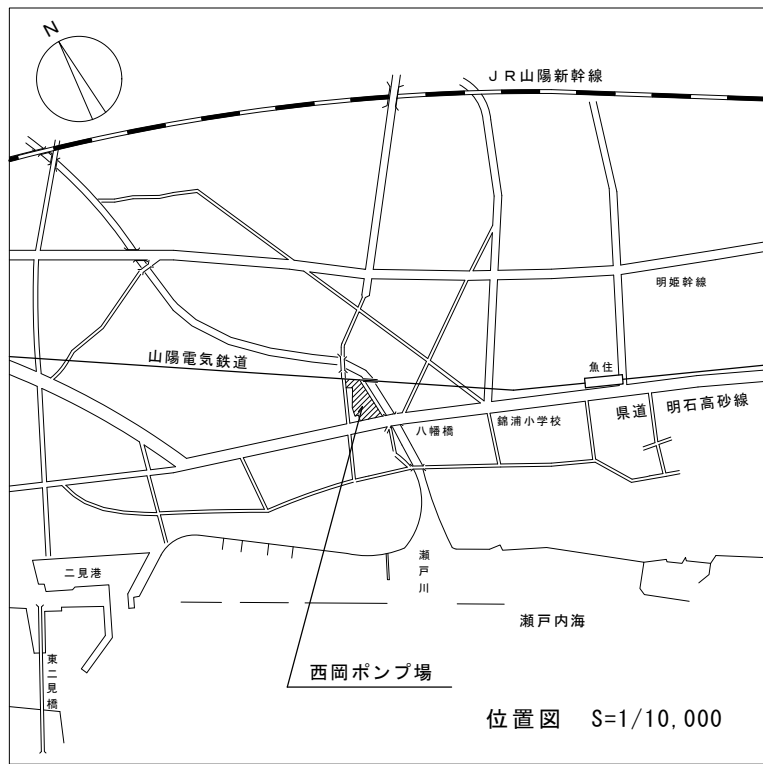 N
JR山陽新幹線
明姫幹線
山陽電気鉄道
魚住
県道 明石高砂線
八幡橋
錦浦小学校
瀬戸川
二見港
瀬戸内海
東二見橋
西岡ポンプ場
位置図 S=1/10,000